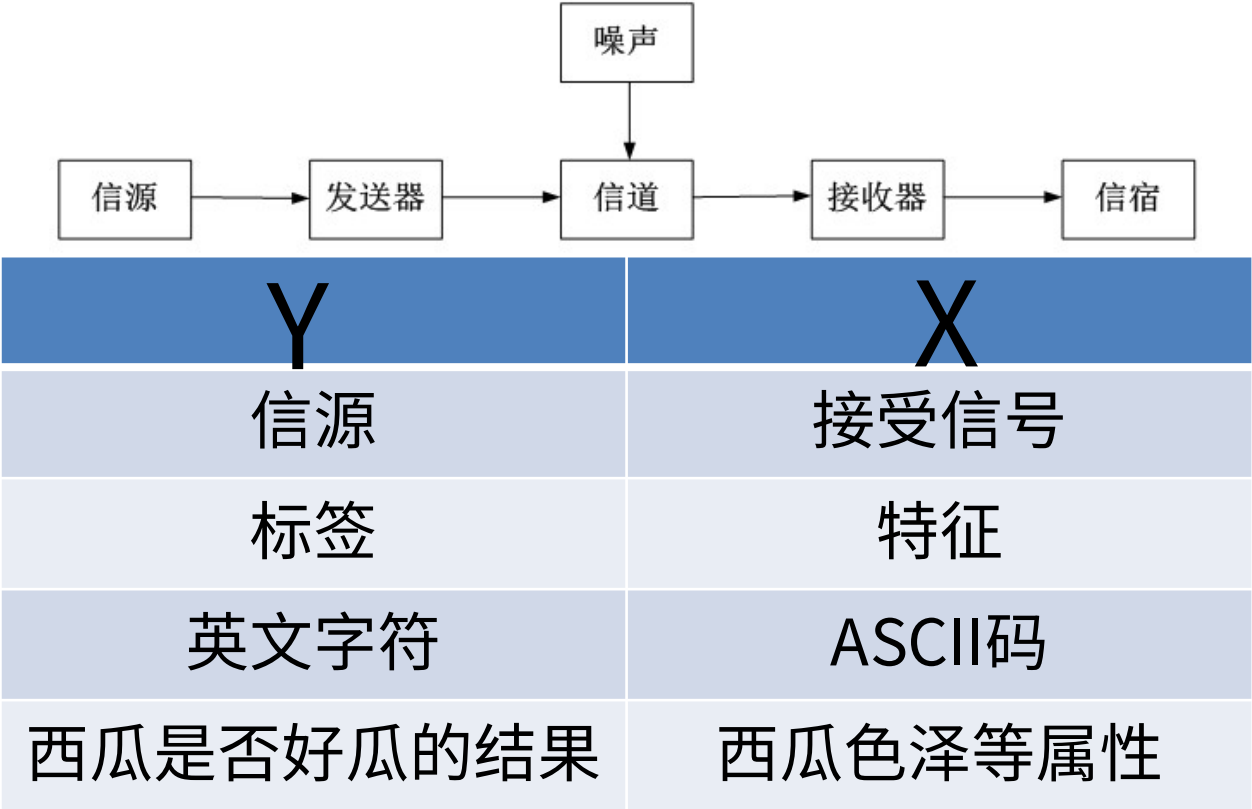 噪声
信源 发送器 信道 接收器 信宿
Y X
信源 接受信号
标签 特征
英文字符 ASCII码
西瓜是否好瓜的结果 西瓜色泽等属性